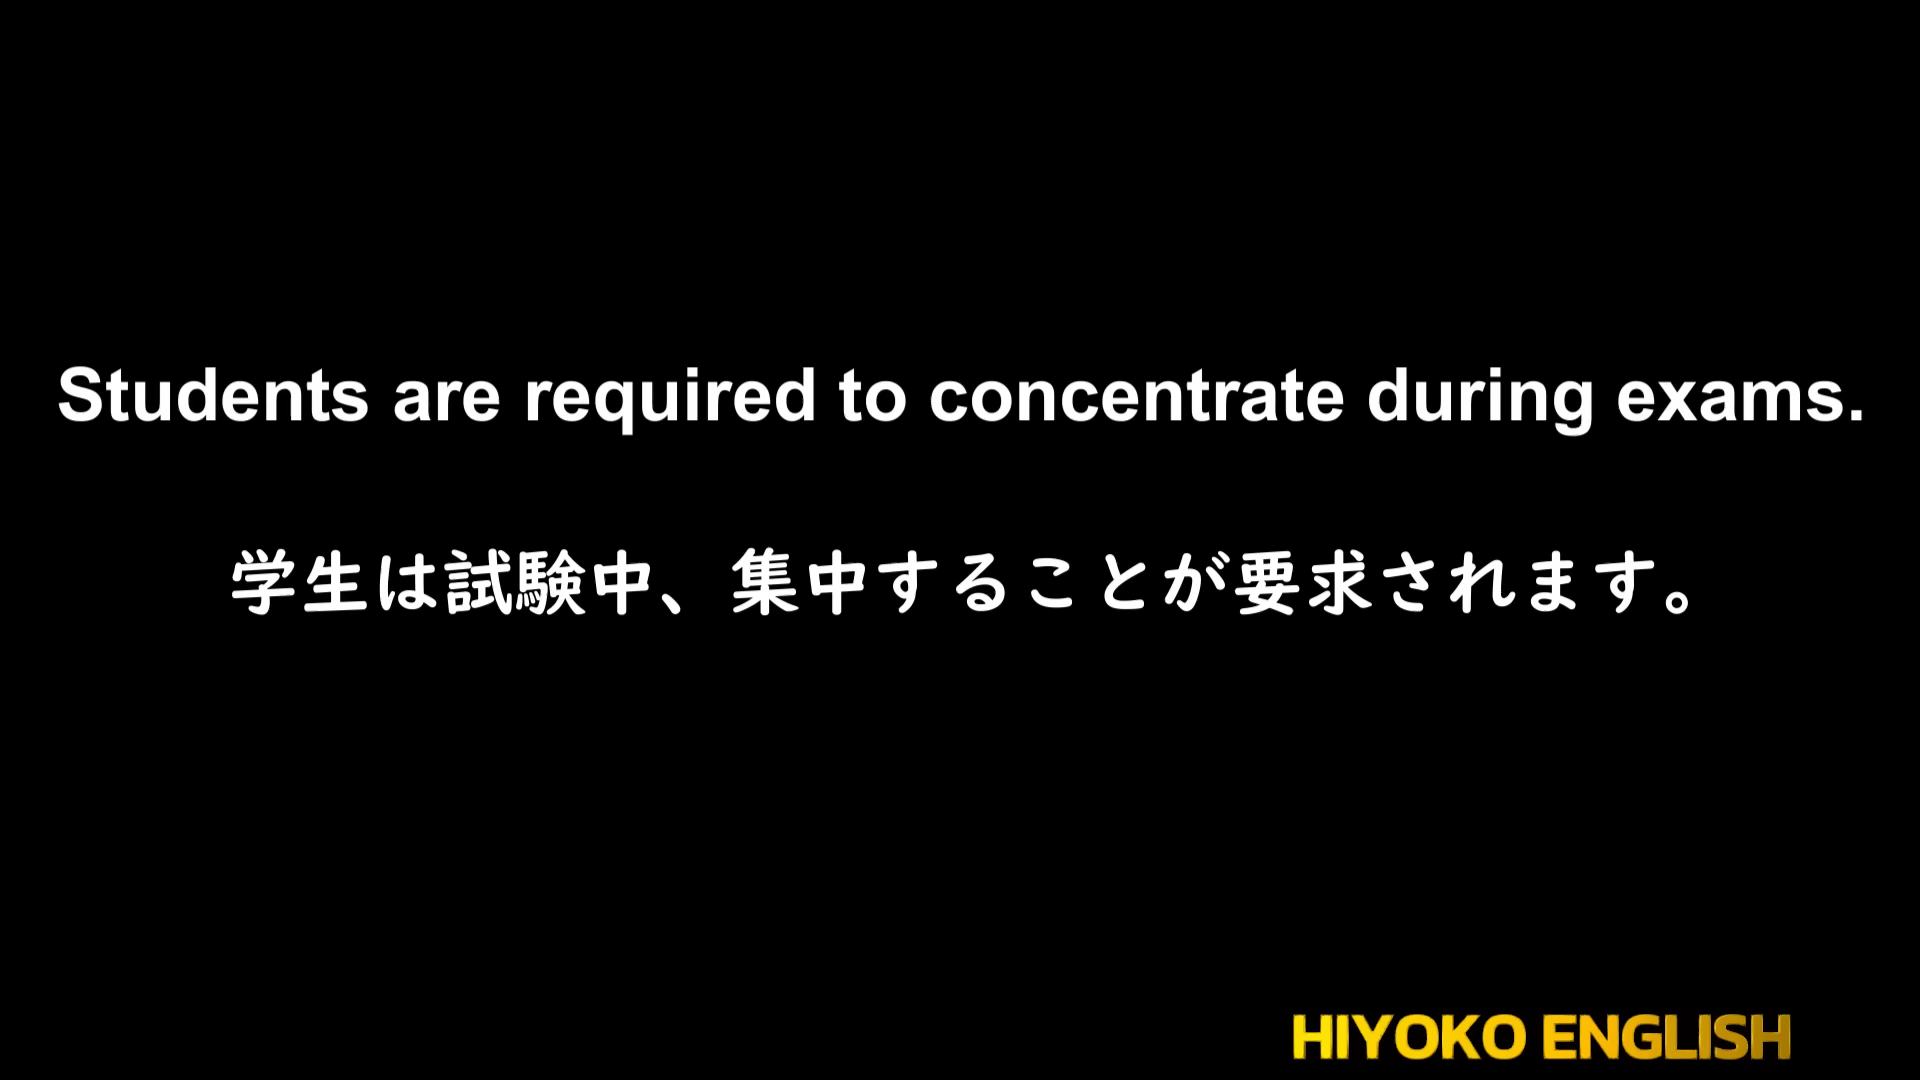 Students are required to concentrate during exams.
学生は試験中、集中することが要求されます。
HIYOKO ENGLISH